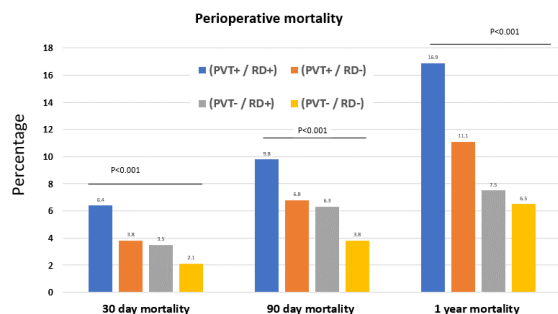 Perioperative mortality
Percentage
18
16
14
12
10
8
6
4
2
0
(PVT+ / RD+)
(PVT+ / RD-)
(PVT- / RD+)
(PVT- / RD-)
P<0.001
6.4
3.8
3.5
2.1
P<0.001
9.8
6.8
6.3
3.8
P<0.001
16.9
11.1
7.5
6.5
30 day mortality
90 day mortality
1 year mortality